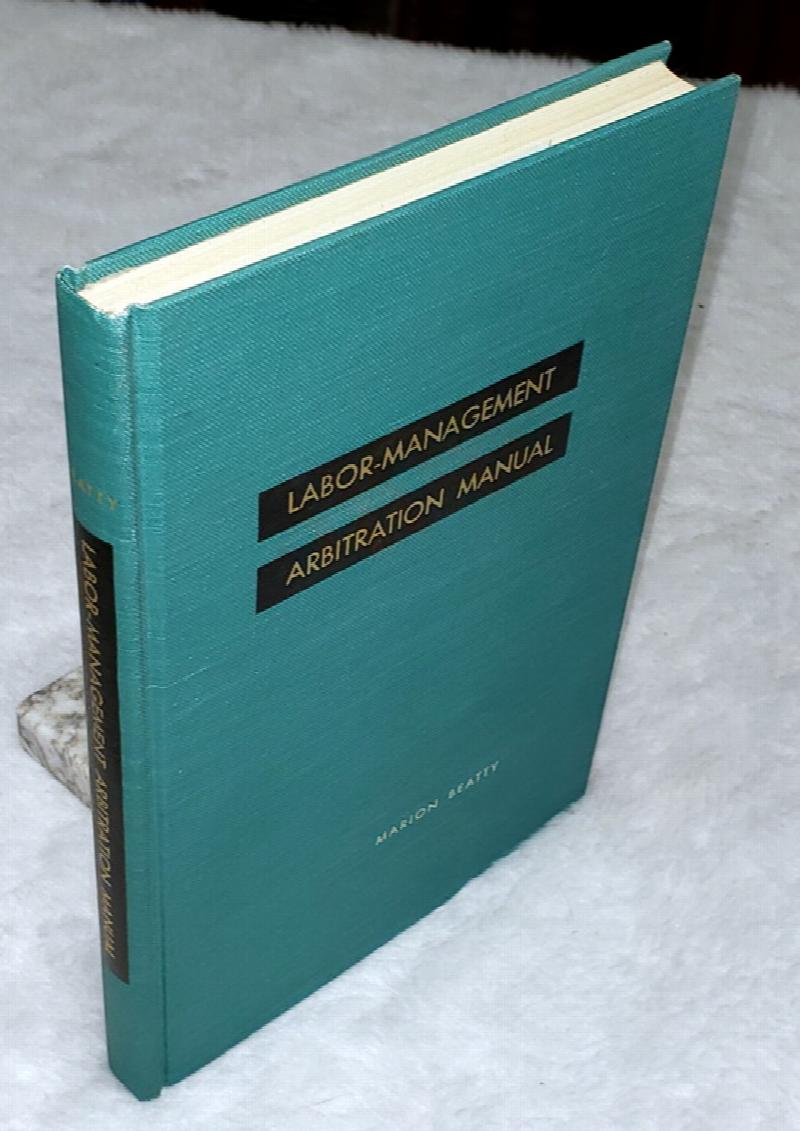 LABOR-MANAGEMENT
ARBITRATION MANUAL
MARION BEATTY
BEATTY
LABOR-MANAGEMENT ARBITRATION MANUAL